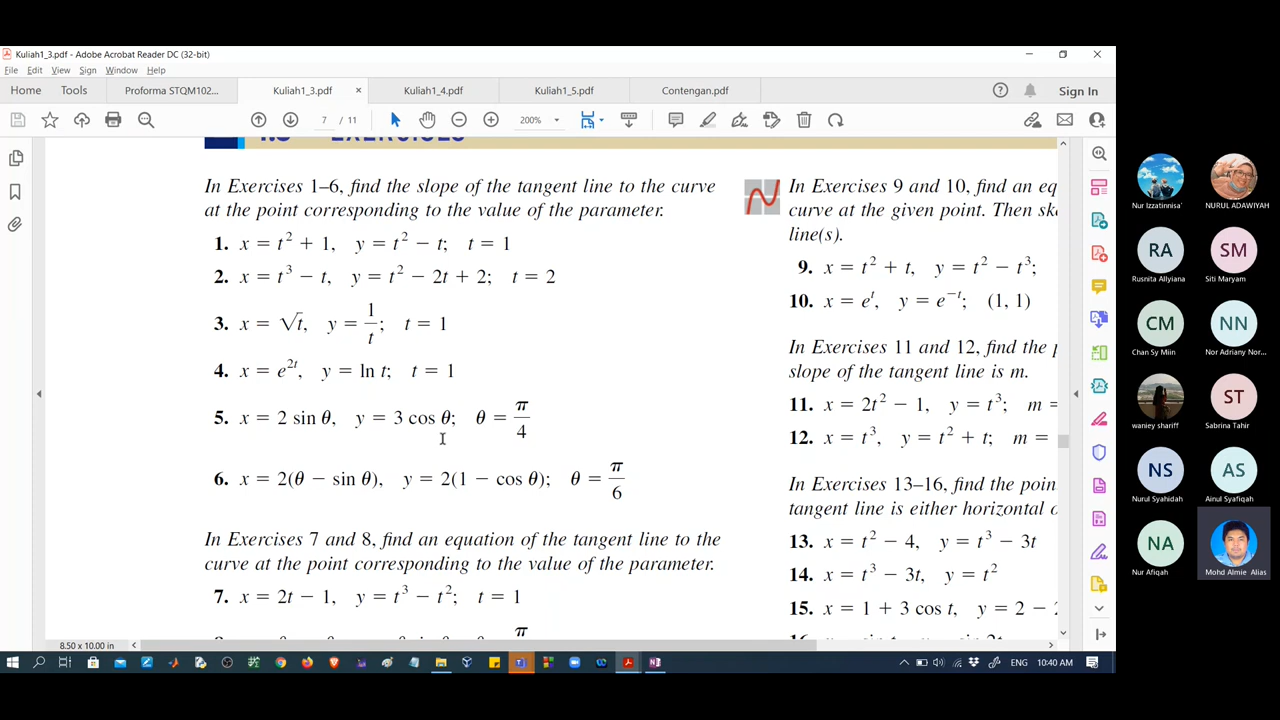 Kuliah1_3.pdf - Adobe Acrobat Reader DC (32-bit)
File Edit View Sign Window Help
Home Tools Proforma STQM102... Kuliah1_3.pdf × Kuliah1_4.pdf Kuliah1_5.pdf Contengan.pdf Sign In
7 / 11 200%
EXERCISES
In Exercises 1–6, find the slope of the tangent line to the curve
at the point corresponding to the value of the parameter.
1. x = t² + 1, y = t² − t; t = 1
2. x = t³ − t, y = t² − 2t + 2; t = 2
3. x = √t, y = 1/t; t = 1
4. x = e²ᵗ, y = ln t; t = 1
5. x = 2 sin θ, y = 3 cos θ; θ = π/4
6. x = 2(θ − sin θ), y = 2(1 − cos θ); θ = π/6
In Exercises 7 and 8, find an equation of the tangent line to the
curve at the point corresponding to the value of the parameter.
7. x = 2t − 1, y = t³ − t²; t = 1
In Exercises 9 and 10, find an eq
curve at the given point. Then sk
line(s).
9. x = t² + t, y = t² − t³;
10. x = eᵗ, y = e⁻ᵗ; (1, 1)
In Exercises 11 and 12, find the p
slope of the tangent line is m.
11. x = 2t² − 1, y = t³; m =
12. x = t³, y = t² + t; m =
In Exercises 13–16, find the poin
tangent line is either horizontal o
13. x = t² − 4, y = t³ − 3t
14. x = t³ − 3t, y = t²
15. x = 1 + 3 cos t, y = 2 − 2
8.50 x 10.00 in
ENG 10:40 AM
Nur Izzatinnisa' NURUL ADAWIYAH
RA SM
Rusnita Allyiana Siti Maryam
CM NN
Chan Sy Miin Nor Adriany Nor...
ST
waniey shariff Sabrina Tahir
NS AS
Nurul Syahidah Ainul Syafiqah
NA
Nur Afiqah Mohd Almie Alias